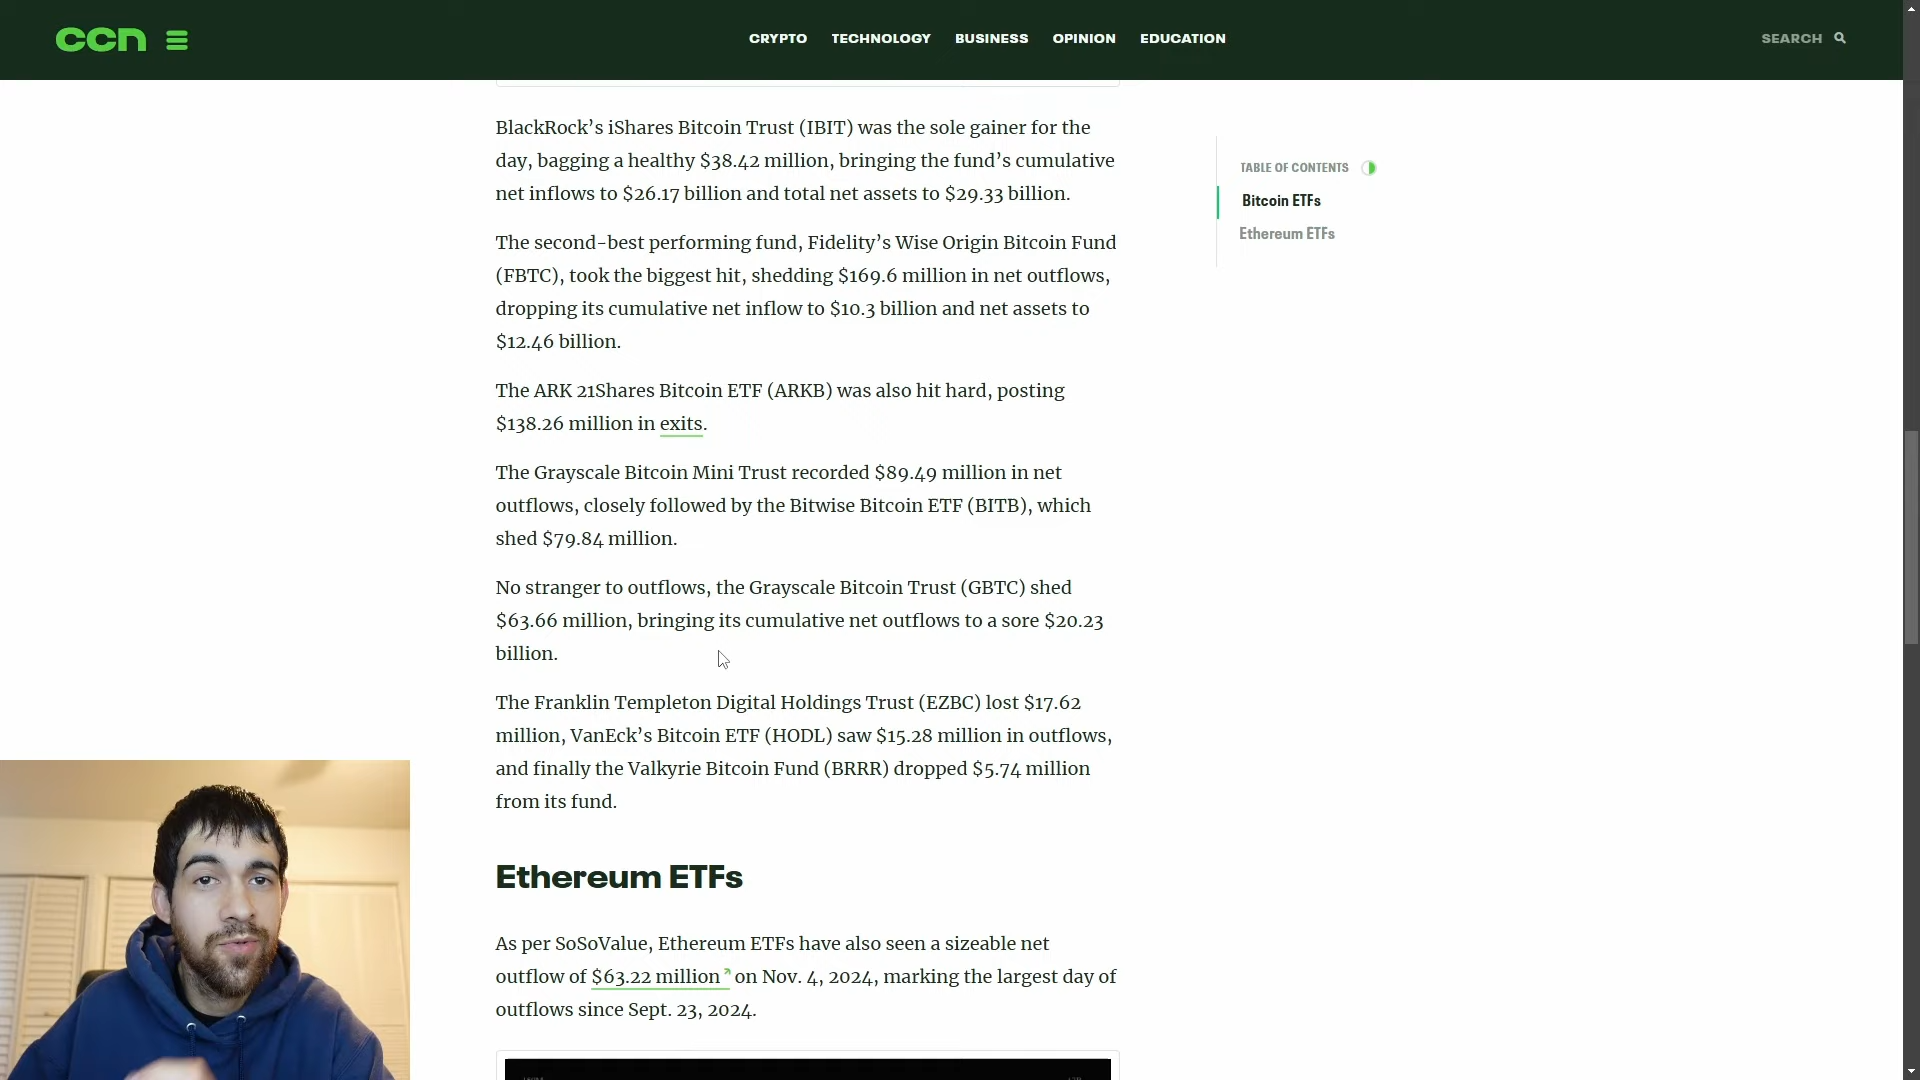 ccn
CRYPTO TECHNOLOGY BUSINESS OPINION EDUCATION
SEARCH
BlackRock’s iShares Bitcoin Trust (IBIT) was the sole gainer for the
day, bagging a healthy $38.42 million, bringing the fund’s cumulative
net inflows to $26.17 billion and total net assets to $29.33 billion.
The second-best performing fund, Fidelity’s Wise Origin Bitcoin Fund
(FBTC), took the biggest hit, shedding $169.6 million in net outflows,
dropping its cumulative net inflow to $10.3 billion and net assets to
$12.46 billion.
The ARK 21Shares Bitcoin ETF (ARKB) was also hit hard, posting
$138.26 million in exits.
The Grayscale Bitcoin Mini Trust recorded $89.49 million in net
outflows, closely followed by the Bitwise Bitcoin ETF (BITB), which
shed $79.84 million.
No stranger to outflows, the Grayscale Bitcoin Trust (GBTC) shed
$63.66 million, bringing its cumulative net outflows to a sore $20.23
billion.
The Franklin Templeton Digital Holdings Trust (EZBC) lost $17.62
million, VanEck’s Bitcoin ETF (HODL) saw $15.28 million in outflows,
and finally the Valkyrie Bitcoin Fund (BRRR) dropped $5.74 million
from its fund.
Ethereum ETFs
As per SoSoValue, Ethereum ETFs have also seen a sizeable net
outflow of $63.22 million on Nov. 4, 2024, marking the largest day of
outflows since Sept. 23, 2024.
TABLE OF CONTENTS
Bitcoin ETFs
Ethereum ETFs